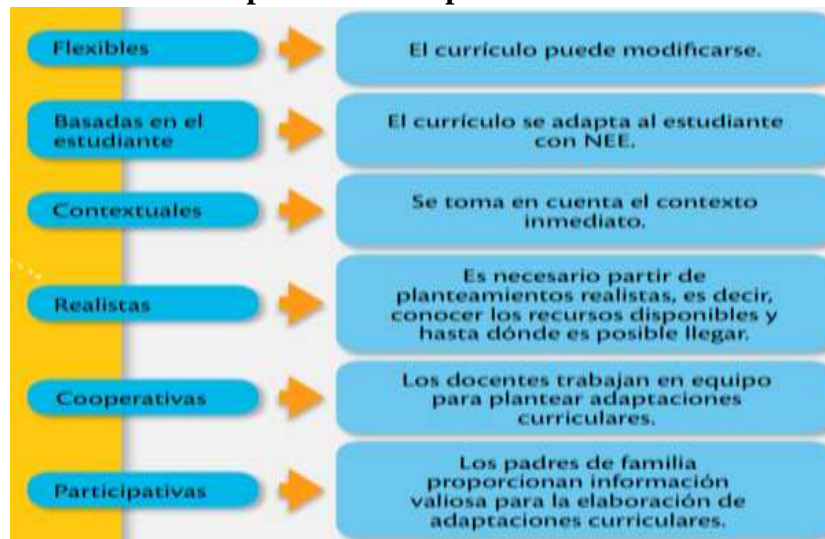 Flexibles
El currículo puede modificarse.
Basadas en el
estudiante
El currículo se adapta al estudiante
con NEE.
Contextuales
Se toma en cuenta el contexto
inmediato.
Realistas
Es necesario partir de
planteamientos realistas, es decir,
conocer los recursos disponibles y
hasta dónde es posible llegar.
Cooperativas
Los docentes trabajan en equipo
para plantear adaptaciones
curriculares.
Participativas
Los padres de familia
proporcionan información
valiosa para la elaboración de
adaptaciones curriculares.